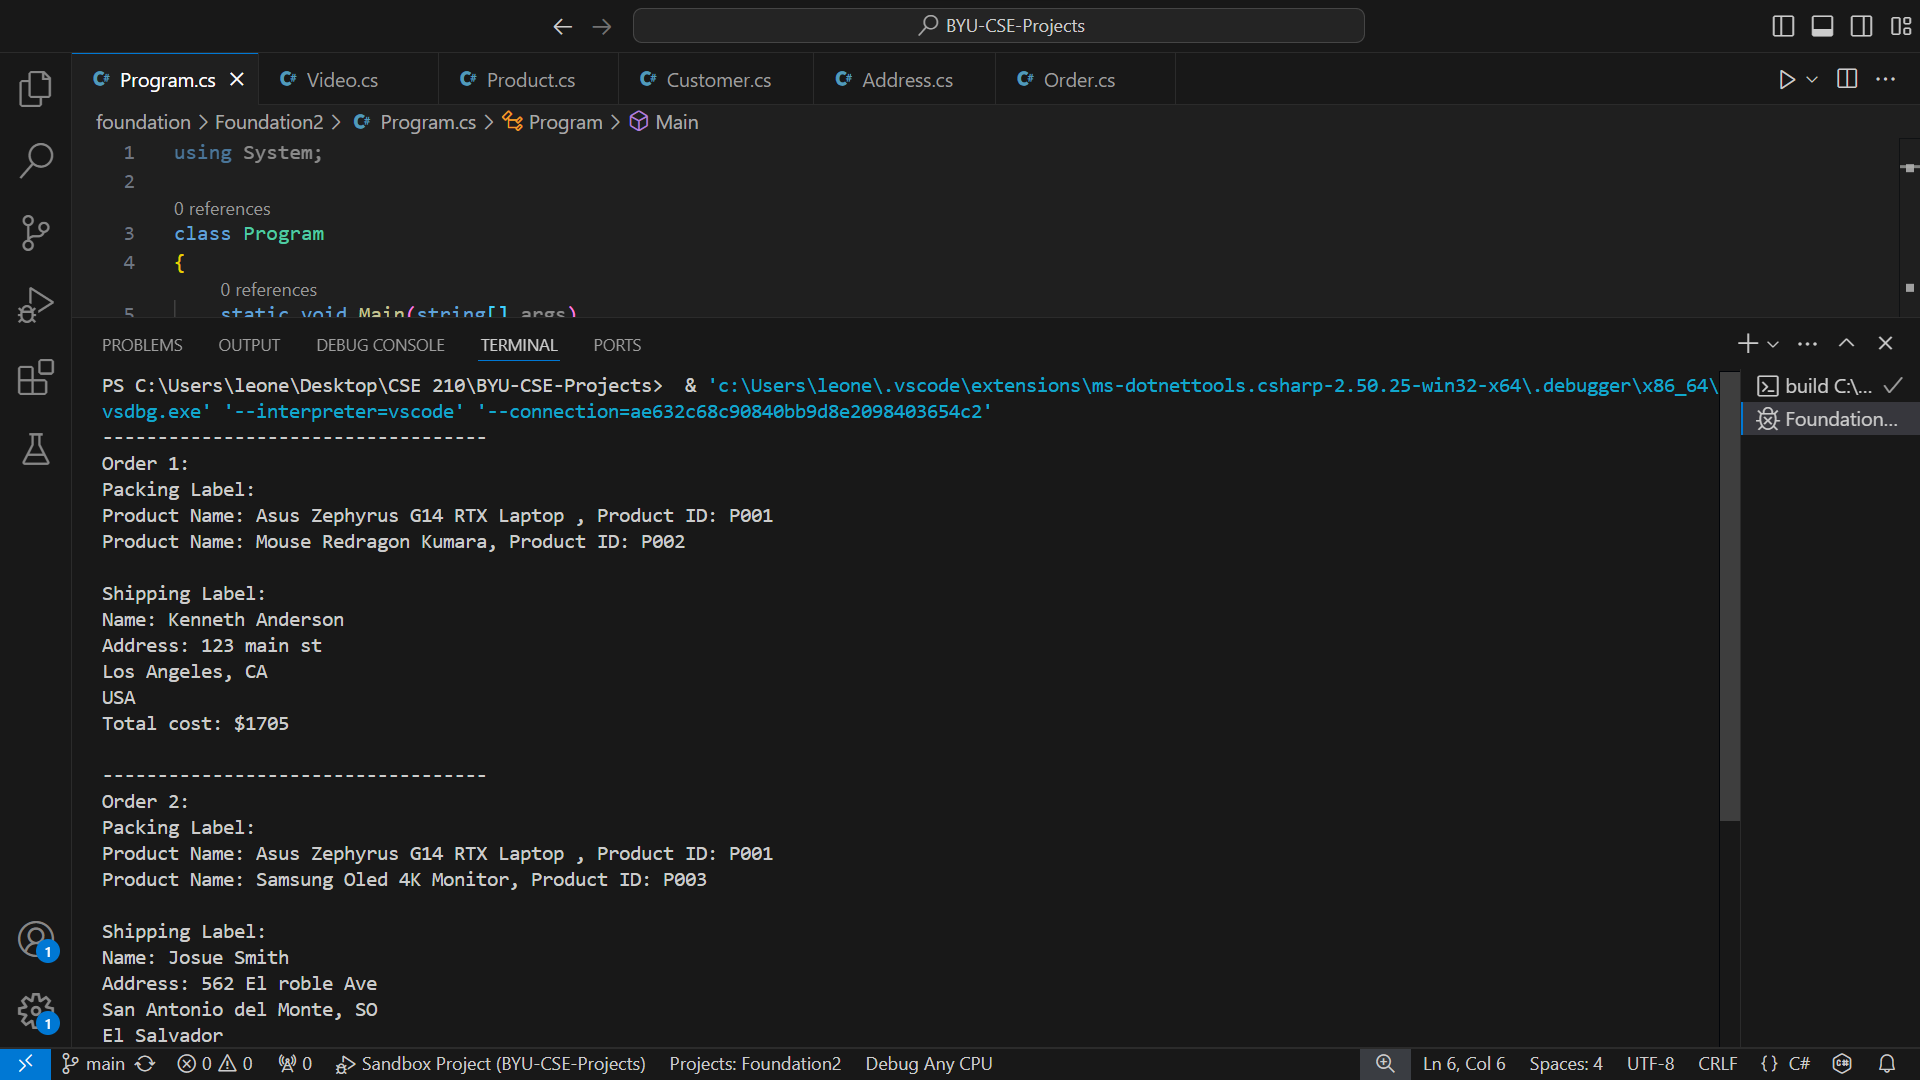 BYU-CSE-Projects
Program.cs Video.cs Product.cs Customer.cs Address.cs Order.cs
foundation > Foundation2 > Program.cs > Program > Main
1 using System;
2
0 references
3 class Program
4 {
0 references
5 static void Main(string[] args)
PROBLEMS OUTPUT DEBUG CONSOLE TERMINAL PORTS
PS C:\Users\leone\Desktop\CSE 210\BYU-CSE-Projects>  & 'c:\Users\leone\.vscode\extensions\ms-dotnettools.csharp-2.50.25-win32-x64\.debugger\x86_64\
vsdbg.exe' '--interpreter=vscode' '--connection=ae632c68c90840bb9d8e2098403654c2'
build C:\...
Foundation...
-----------------------------------
Order 1:
Packing Label:
Product Name: Asus Zephyrus G14 RTX Laptop , Product ID: P001
Product Name: Mouse Redragon Kumara, Product ID: P002
Shipping Label:
Name: Kenneth Anderson
Address: 123 main st
Los Angeles, CA
USA
Total cost: $1705
-----------------------------------
Order 2:
Packing Label:
Product Name: Asus Zephyrus G14 RTX Laptop , Product ID: P001
Product Name: Samsung Oled 4K Monitor, Product ID: P003
Shipping Label:
Name: Josue Smith
Address: 562 El roble Ave
San Antonio del Monte, SO
El Salvador
1
1
main 0 0 0 Sandbox Project (BYU-CSE-Projects) Projects: Foundation2 Debug Any CPU Ln 6, Col 6 Spaces: 4 UTF-8 CRLF {} C#